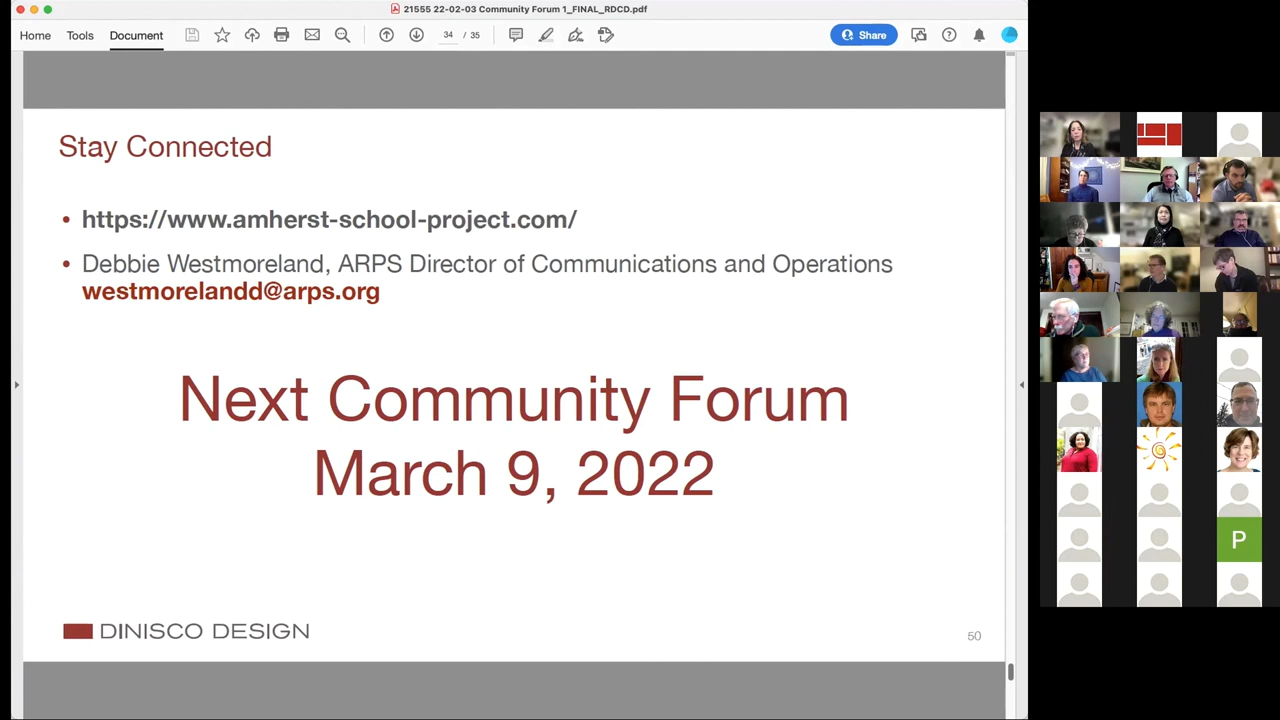 21555 22-02-03 Community Forum 1_FINAL_RDCD.pdf
Home Tools Document 34 / 35 Share
Stay Connected
• https://www.amherst-school-project.com/
• Debbie Westmoreland, ARPS Director of Communications and Operations
westmorelandd@arps.org
Next Community Forum
March 9, 2022
DINISCO DESIGN
50
P